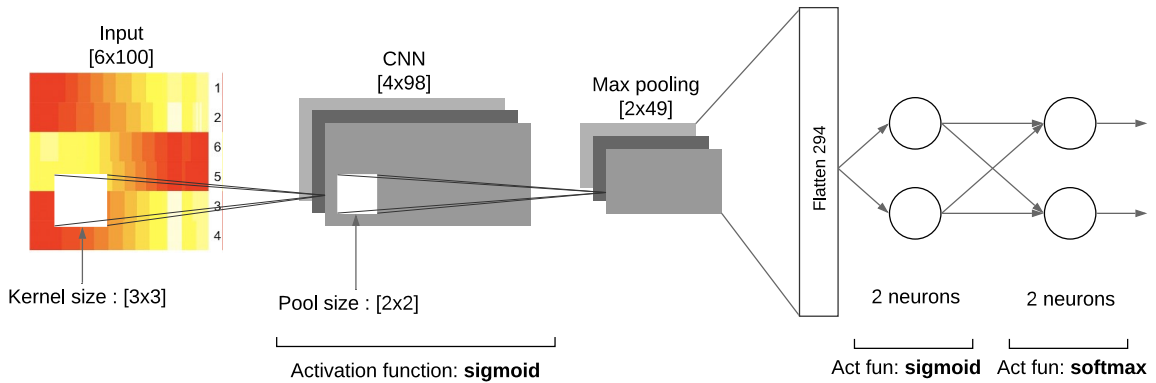 Input
[6x100]
1
2
6
5
3
4
Kernel size : [3x3]
CNN
[4x98]
Pool size : [2x2]
Activation function: sigmoid
Max pooling
[2x49]
Flatten 294
2 neurons
2 neurons
Act fun: sigmoid
Act fun: softmax